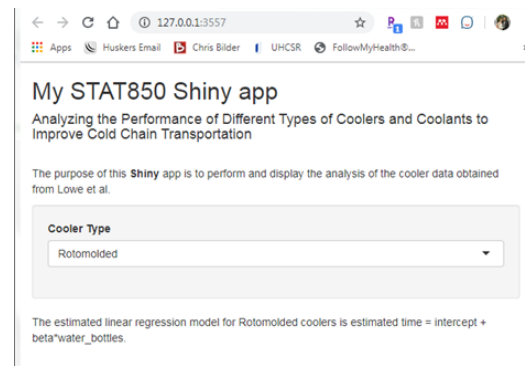 127.0.0.1:3557
Apps Huskers Email Chris Bilder UHCSR FollowMyHealth®...
My STAT850 Shiny app
Analyzing the Performance of Different Types of Coolers and Coolants to
Improve Cold Chain Transportation
The purpose of this Shiny app is to perform and display the analysis of the cooler data obtained
from Lowe et al.
Cooler Type
Rotomolded
The estimated linear regression model for Rotomolded coolers is estimated time = intercept +
beta*water_bottles.